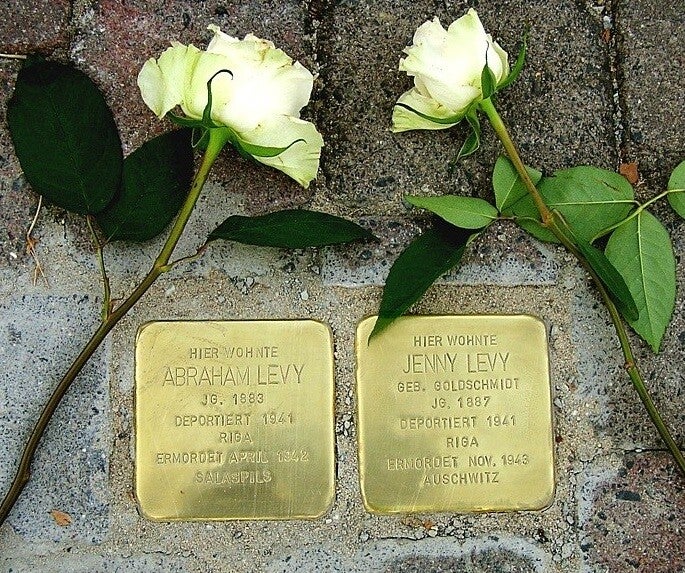 HIER WOHNTE
ABRAHAM LEVY
JG. 1883
DEPORTIERT 1941
RIGA
ERMORDET APRIL 1942
SALASPILS
HIER WOHNTE
JENNY LEVY
GEB. GOLDSCHMIDT
JG. 1887
DEPORTIERT 1941
RIGA
ERMORDET NOV. 1943
AUSCHWITZ